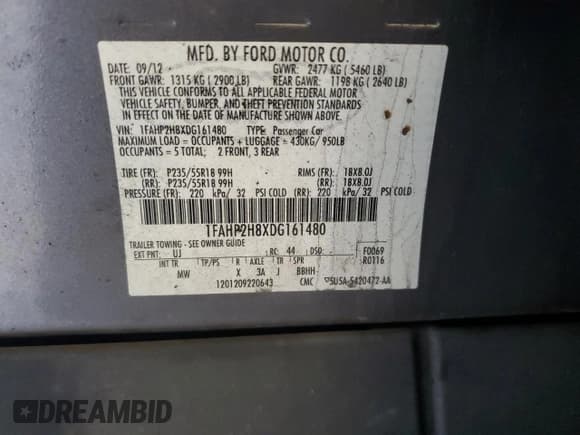 MFD. BY FORD MOTOR CO.
DATE: 09/12 GVWR: 2477 KG ( 5460 LB)
FRONT GAWR: 1315 KG ( 2900 LB) REAR GAWR: 1198 KG ( 2640 LB)
THIS VEHICLE CONFORMS TO ALL APPLICABLE FEDERAL MOTOR
VEHICLE SAFETY, BUMPER, AND THEFT PREVENTION STANDARDS
IN EFFECT ON THE DATE OF MANUFACTURE SHOWN ABOVE.
VIN: 1FAHP2H8XDG161480 TYPE: Passenger Car
MAXIMUM LOAD = OCCUPANTS + LUGGAGE = 430KG/ 950LB
OCCUPANTS = 5 TOTAL; 2 FRONT, 3 REAR
TIRE (FR): P235/55R18 99H RIMS (FR): 18X8.0J
(RR): P235/55R18 99H (RR): 18X8.0J
PRESSURE (FR): 220 kPa/ 32 PSI COLD (RR): 220 kPa/ 32 PSI COLD
1FAHP2H8XDG161480
TRAILER TOWING - SEE OWNER GUIDE
EXT PNT: UJ RC: 44 DSO: F0069
INT TR TP/PS R AXLE TR SPR R0116
MW X 3A J BBHH-
1201209220643 CMC
DREAMBID